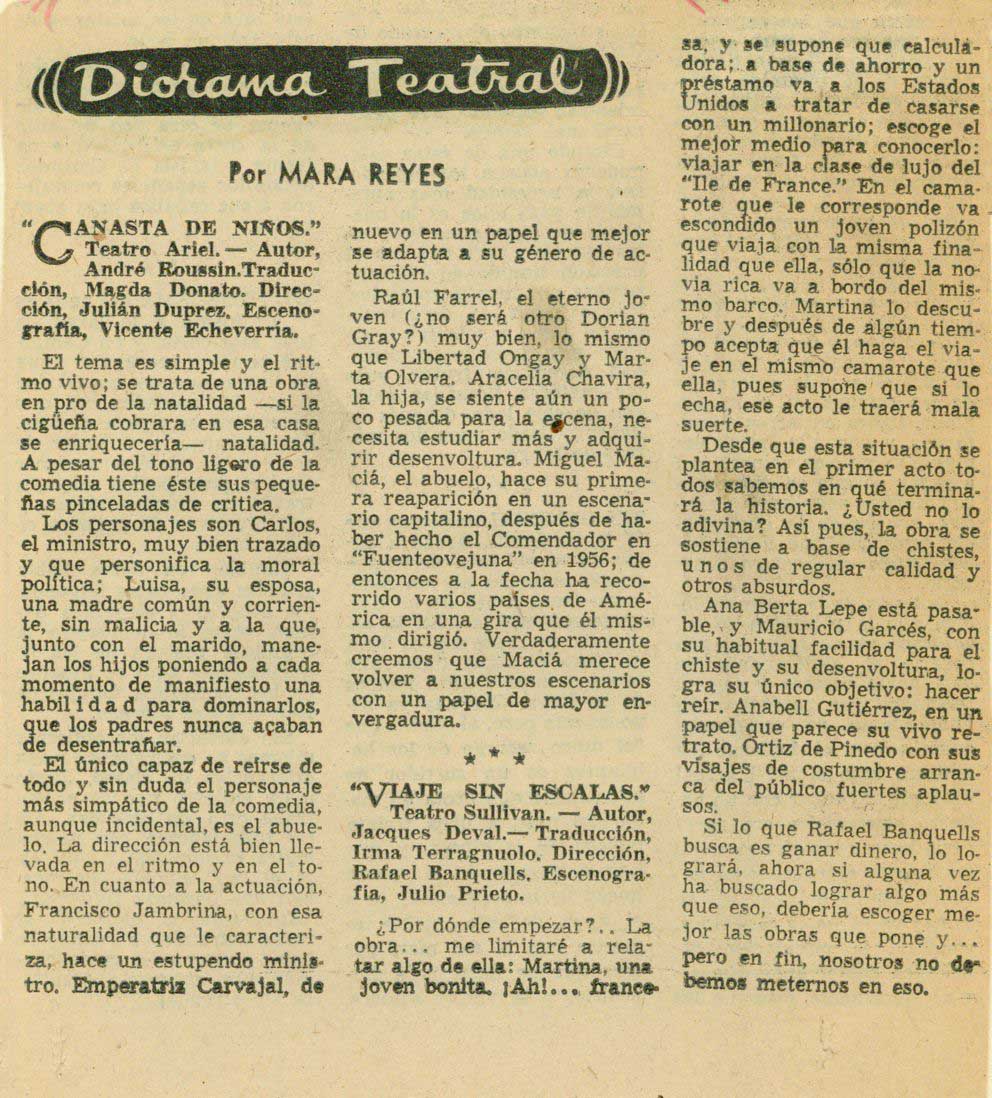 Diorama Teatral
Por MARA REYES
"CANASTA DE NIÑOS."
Teatro Ariel. — Autor,
André Roussin. Traduc-
ción, Magda Donato. Direc-
ción, Julián Duprez. Esceno-
grafía, Vicente Echeverría.
El tema es simple y el rit-
mo vivo; se trata de una obra
en pro de la natalidad —si la
cigüeña cobrara en esa casa
se enriquecería— natalidad.
A pesar del tono ligero de la
comedia tiene éste sus peque-
ñas pinceladas de crítica.
Los personajes son Carlos,
el ministro, muy bien trazado
y que personifica la moral
política; Luisa, su esposa,
una madre común y corrien-
te, sin malicia y a la que,
junto con el marido, mane-
jan los hijos poniendo a cada
momento de manifiesto una
habilidad para dominarlos,
que los padres nunca açaban
de desentrañar.
El único capaz de reírse de
todo y sin duda el personaje
más simpático de la comedia,
aunque incidental, es el abue-
lo. La dirección está bien lle-
vada en el ritmo y en el to-
no. En cuanto a la actuación,
Francisco Jambrina, con esa
naturalidad que le caracteri-
za, hace un estupendo minis-
tro. Emperatriz Carvajal, de
nuevo en un papel que mejor
se adapta a su género de ac-
tuación.
Raúl Farrel, el eterno jo-
ven (¿no será otro Dorian
Gray?) muy bien, lo mismo
que Libertad Ongay y Mar-
ta Olvera. Aracelia Chavira,
la hija, se siente aún un po-
co pesada para la escena, ne-
cesita estudiar más y adqui-
rir desenvoltura. Miguel Ma-
ciá, el abuelo, hace su prime-
ra reaparición en un escena-
rio capitalino, después de ha-
ber hecho el Comendador en
"Fuenteovejuna" en 1956; de
entonces a la fecha ha reco-
rrido varios países de Amé-
rica en una gira que él mis-
mo dirigió. Verdaderamente
creemos que Maciá merece
volver a nuestros escenarios
con un papel de mayor en-
vergadura.
* * *
"VIAJE SIN ESCALAS."
Teatro Sullivan. — Autor,
Jacques Deval.— Traducción,
Irma Terragnuolo. Dirección,
Rafael Banquells. Escenogra-
fía, Julio Prieto.
¿Por dónde empezar?.. La
obra... me limitaré a rela-
tar algo de ella: Martina, una
joven bonita. ¡Ah!... france-
sa, y se supone que calcula-
dora; a base de ahorro y un
préstamo va a los Estados
Unidos a tratar de casarse
con un millonario; escoge el
mejor medio para conocerlo:
viajar en la clase de lujo del
"Ile de France." En el cama-
rote que le corresponde va
escondido un joven polizón
que viaja con la misma fina-
lidad que ella, sólo que la no-
via rica va a bordo del mis-
mo barco. Martina lo descu-
bre y después de algún tiem-
po acepta que él haga el via-
je en el mismo camarote que
ella, pues supone que si lo
echa, ese acto le traerá mala
suerte.
Desde que esta situación se
plantea en el primer acto to-
dos sabemos en qué termina-
rá la historia. ¿Usted no lo
adivina? Así pues, la obra se
sostiene a base de chistes,
unos de regular calidad y
otros absurdos.
Ana Berta Lepe está pasa-
ble, y Mauricio Garcés, con
su habitual facilidad para el
chiste y su desenvoltura, lo-
gra su único objetivo: hacer
reír. Anabell Gutiérrez, en un
papel que parece su vivo re-
trato. Ortiz de Pinedo con sus
visajes de costumbre arran-
ca del público fuertes aplau-
sos.
Si lo que Rafael Banquells
busca es ganar dinero, lo lo-
grará, ahora si alguna vez
ha buscado lograr algo más
que eso, debería escoger me-
jor las obras que pone y...
pero en fin, nosotros no de-
bemos meternos en eso.